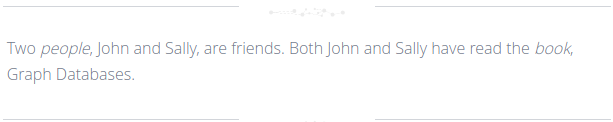 Two people, John and Sally, are friends. Both John and Sally have read the book,
Graph Databases.